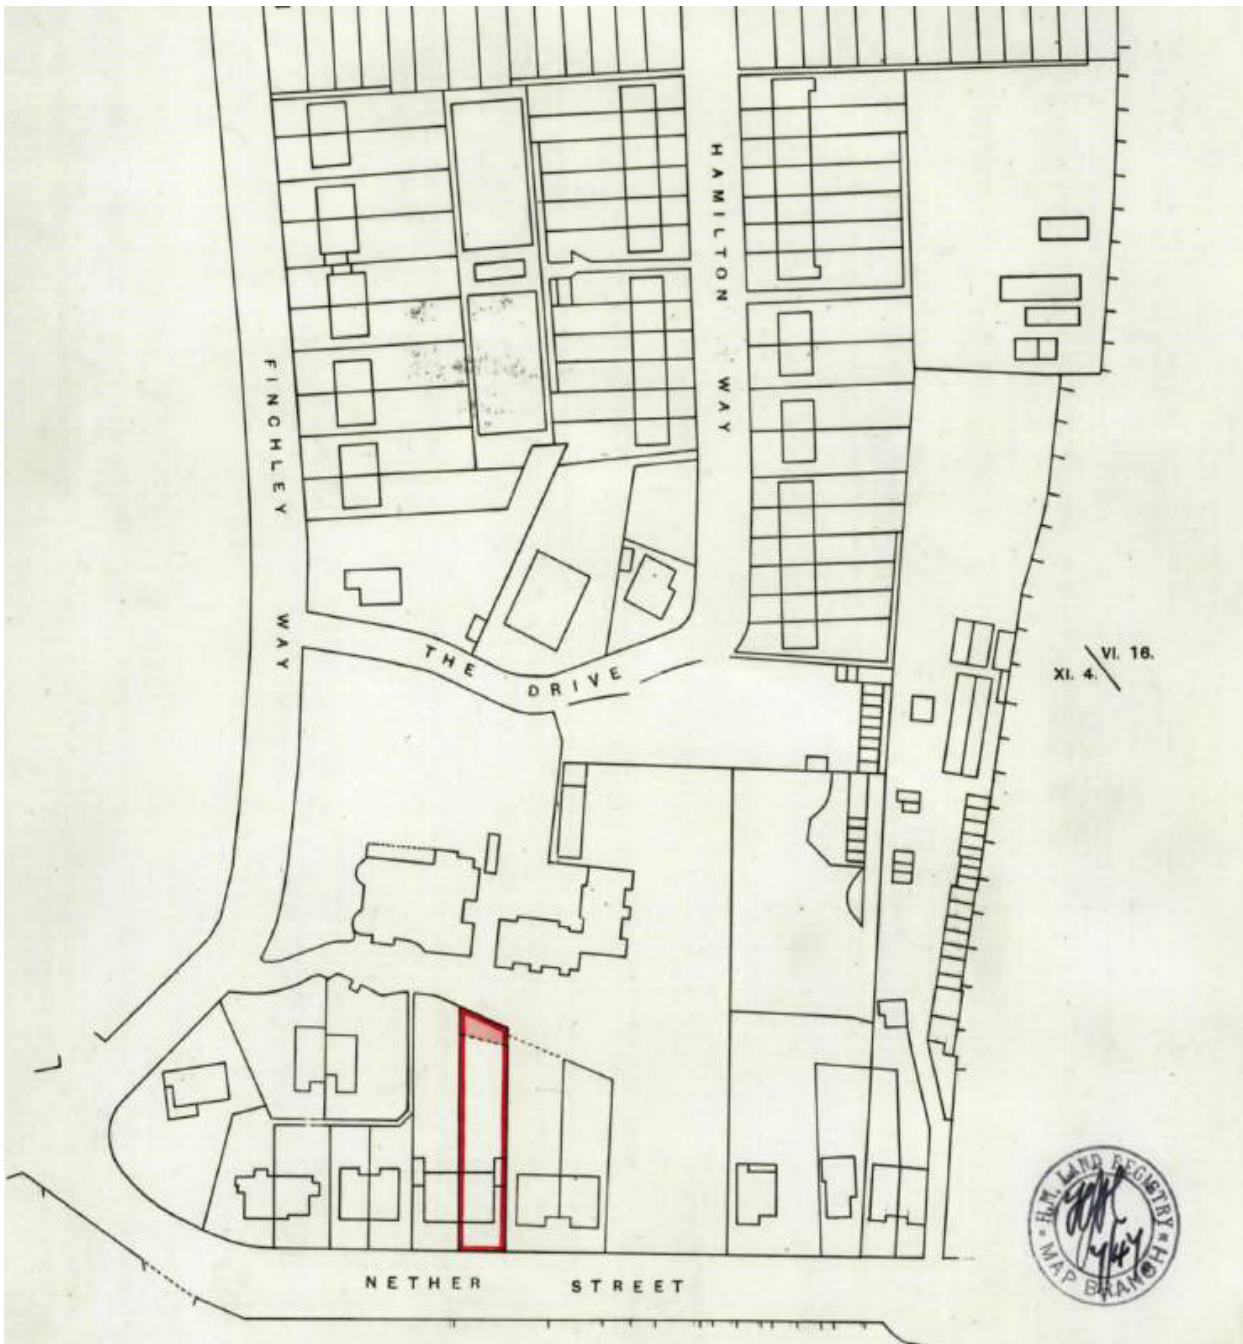 HAMILTON WAY
FINCHLEY WAY
THE DRIVE
VI. 16.
XI. 4.
H.M. LAND REGISTRY
MAP BRANCH
NETHER STREET